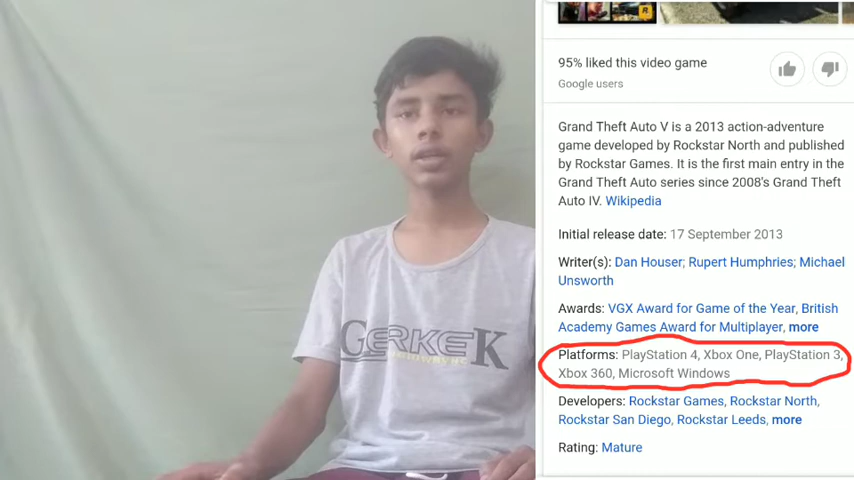 GERKEK
95% liked this video game
Google users
Grand Theft Auto V is a 2013 action-adventure
game developed by Rockstar North and published
by Rockstar Games. It is the first main entry in the
Grand Theft Auto series since 2008's Grand Theft
Auto IV. Wikipedia
Initial release date: 17 September 2013
Writer(s): Dan Houser; Rupert Humphries; Michael
Unsworth
Awards: VGX Award for Game of the Year, British
Academy Games Award for Multiplayer, more
Platforms: PlayStation 4, Xbox One, PlayStation 3,
Xbox 360, Microsoft Windows
Developers: Rockstar Games, Rockstar North,
Rockstar San Diego, Rockstar Leeds, more
Rating: Mature